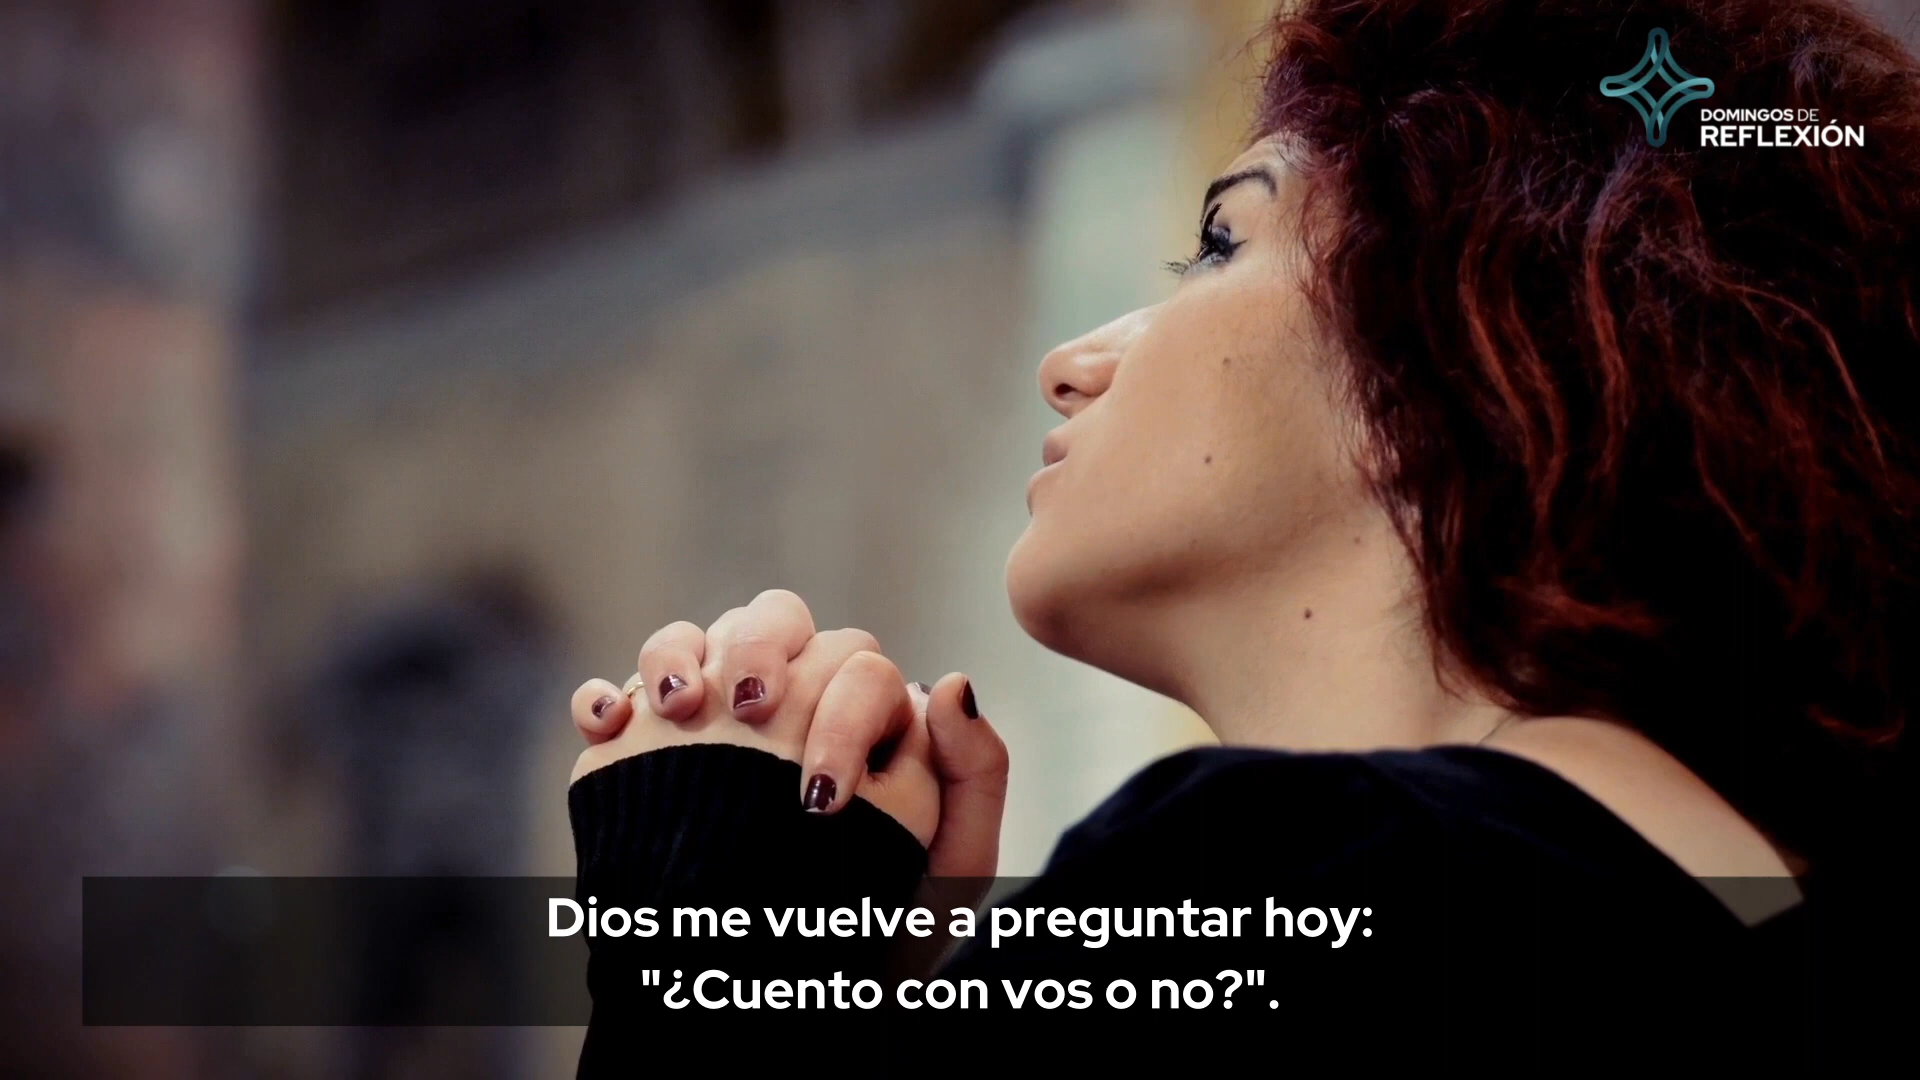 DOMINGOS DE
REFLEXIÓN
Dios me vuelve a preguntar hoy:
"¿Cuento con vos o no?".